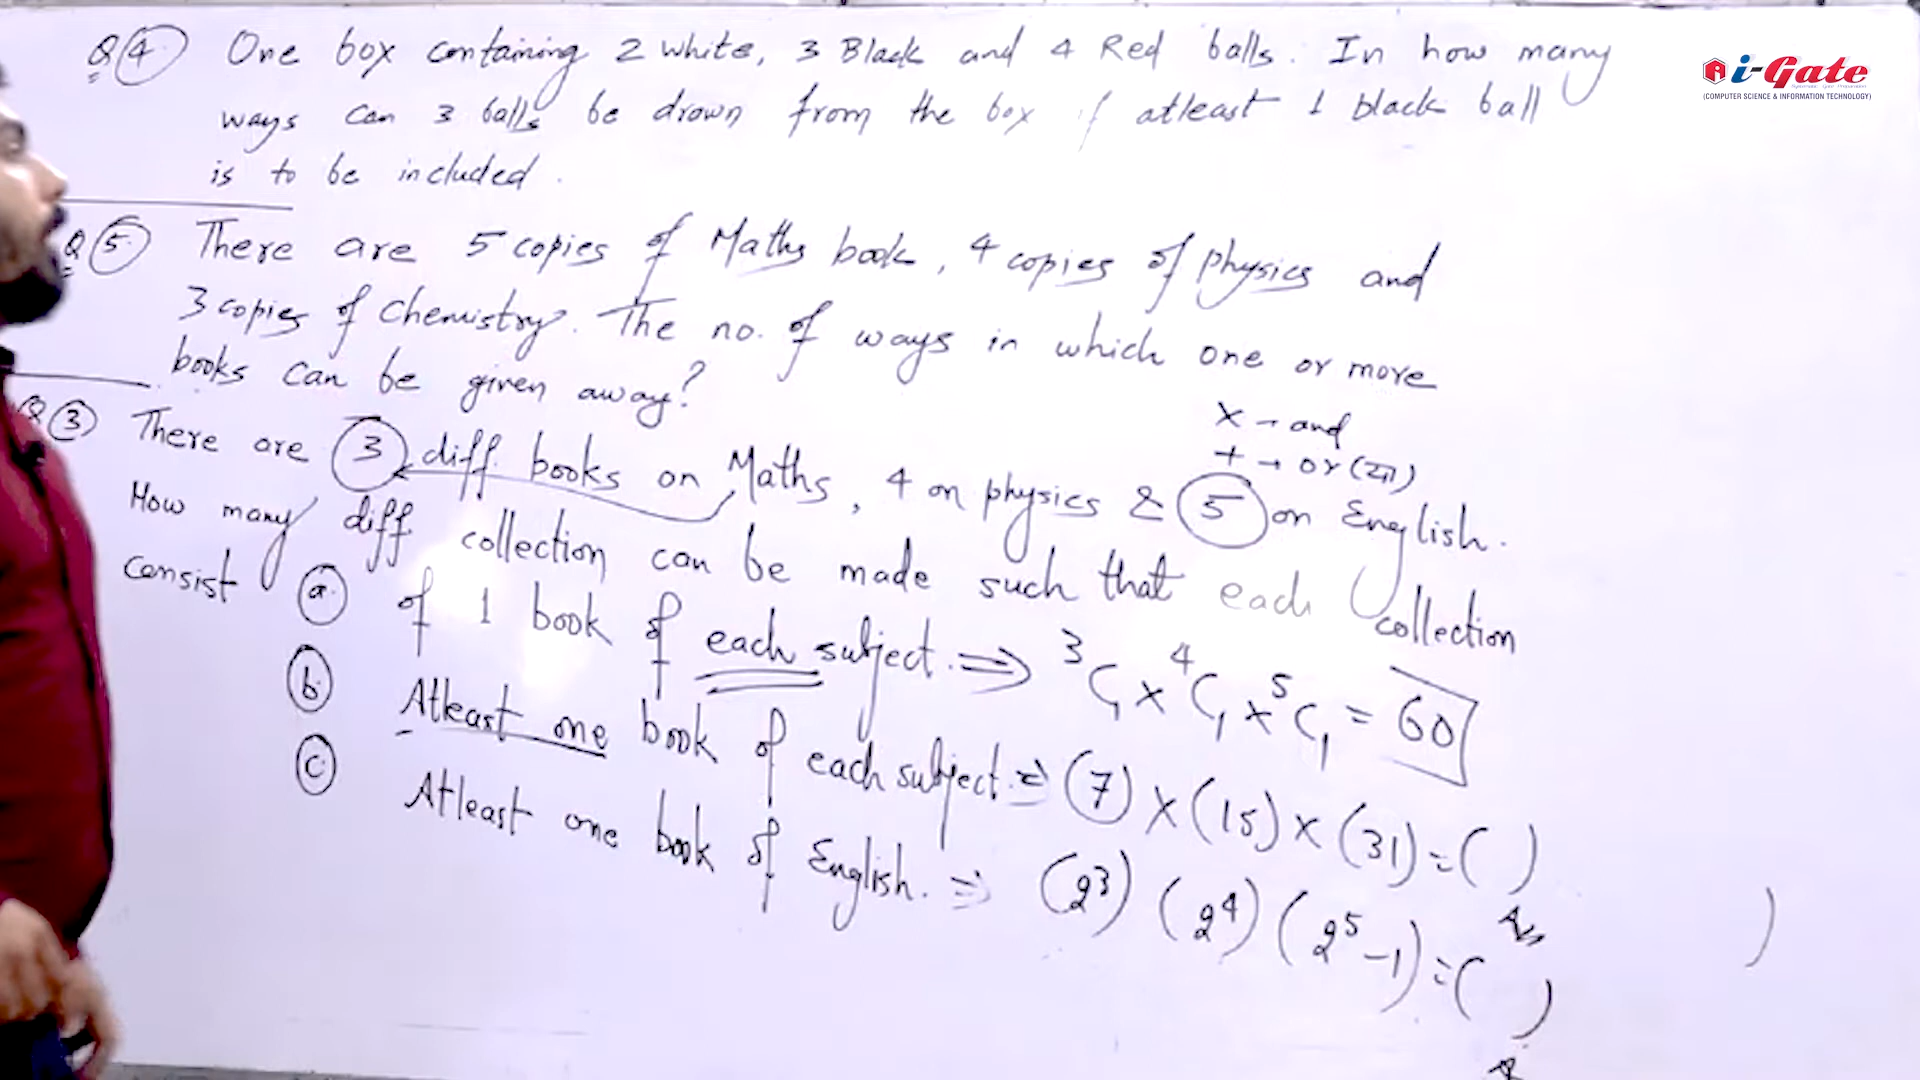 Q4 One box containing 2 white, 3 Black and 4 Red balls. In how many
ways can 3 balls be drown from the box if atleast 1 black ball
is to be included.
Q5 There are 5 copies of Maths book, 4 copies of physics and
3 copies of Chemistry. The no. of ways in which one or more
books can be given away?
x → and
+ → or (या)
Q3 There are 3 diff. books on Maths, 4 on physics & 5 on English.
How many diff collection can be made such that each collection
consist
a. of 1 book of each subject. ⇒ ³C₁ x ⁴C₁ x ⁵C₁ = 60
b. Atleast one book of each subject. ⇒ (7) x (15) x (31) = ( )
c. Atleast one book of English. ⇒ (2³) (2⁴) (2⁵-1) = ( )
i-Gate
(COMPUTER SCIENCE & INFORMATION TECHNOLOGY)